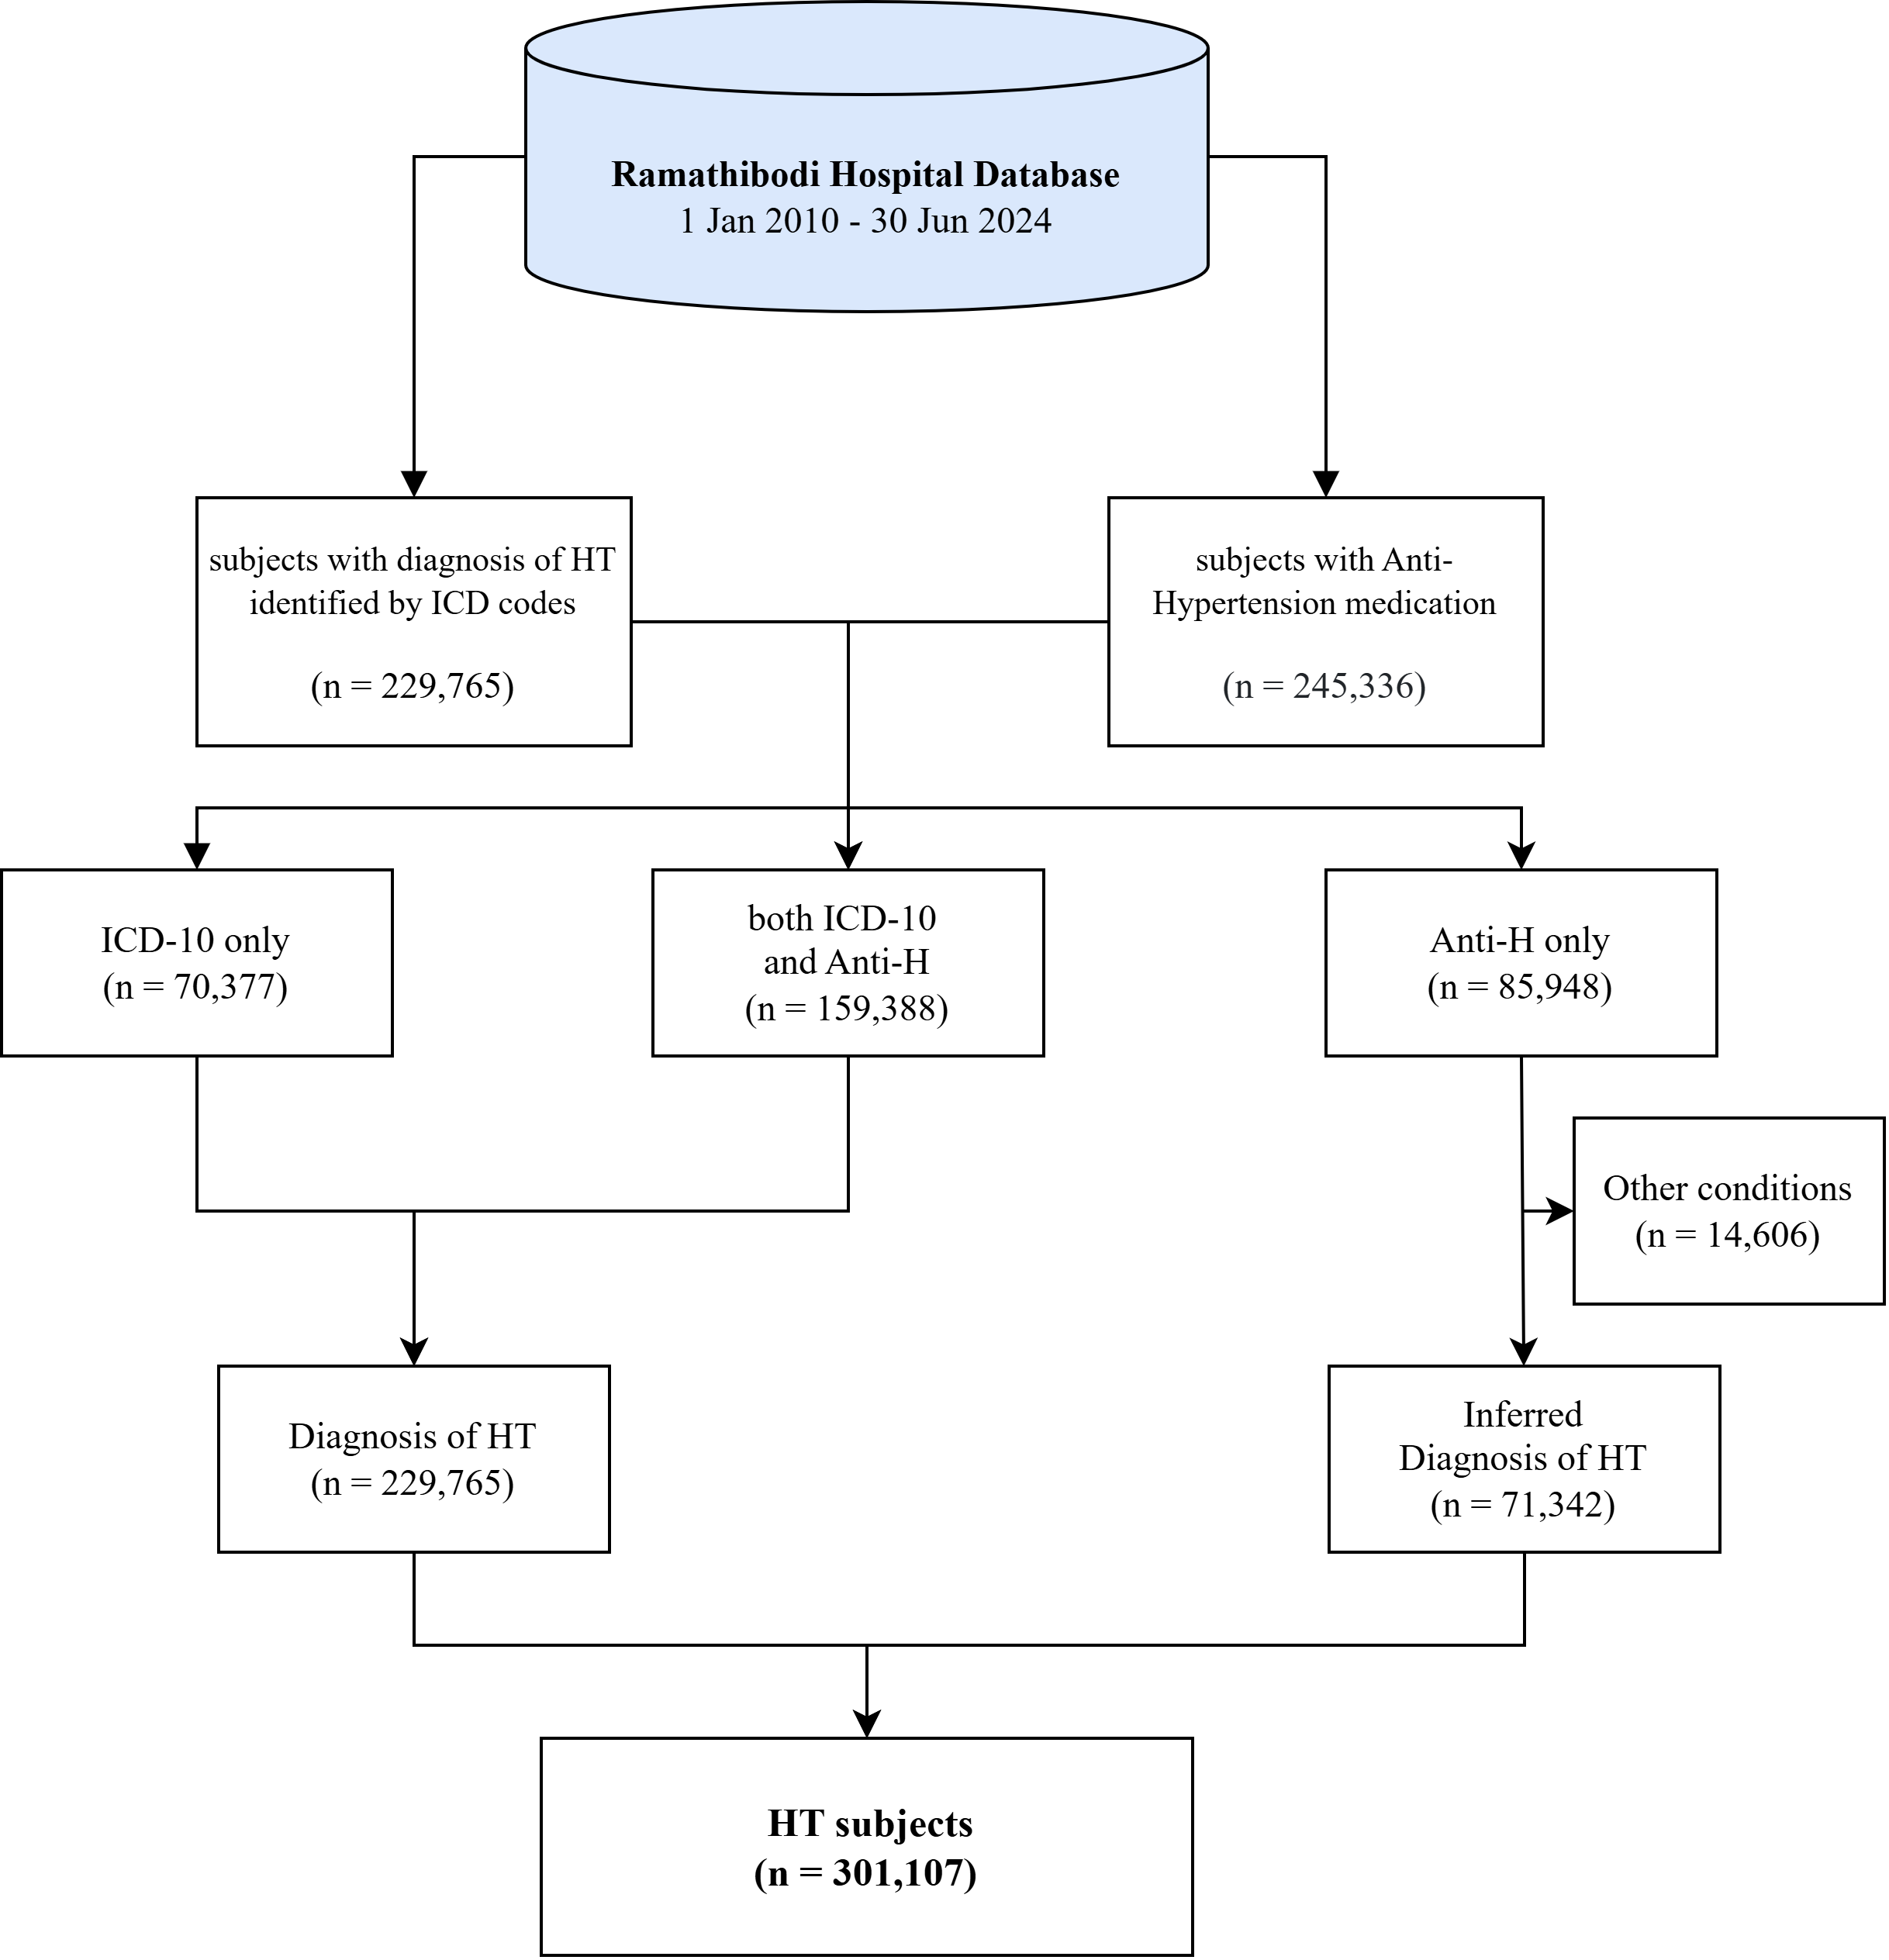 Ramathibodi Hospital Database
1 Jan 2010 - 30 Jun 2024
subjects with diagnosis of HT
identified by ICD codes
(n = 229,765)
subjects with Anti-
Hypertension medication
(n = 245,336)
ICD-10 only
(n = 70,377)
both ICD-10
and Anti-H
(n = 159,388)
Anti-H only
(n = 85,948)
Other conditions
(n = 14,606)
Diagnosis of HT
(n = 229,765)
Inferred
Diagnosis of HT
(n = 71,342)
HT subjects
(n = 301,107)